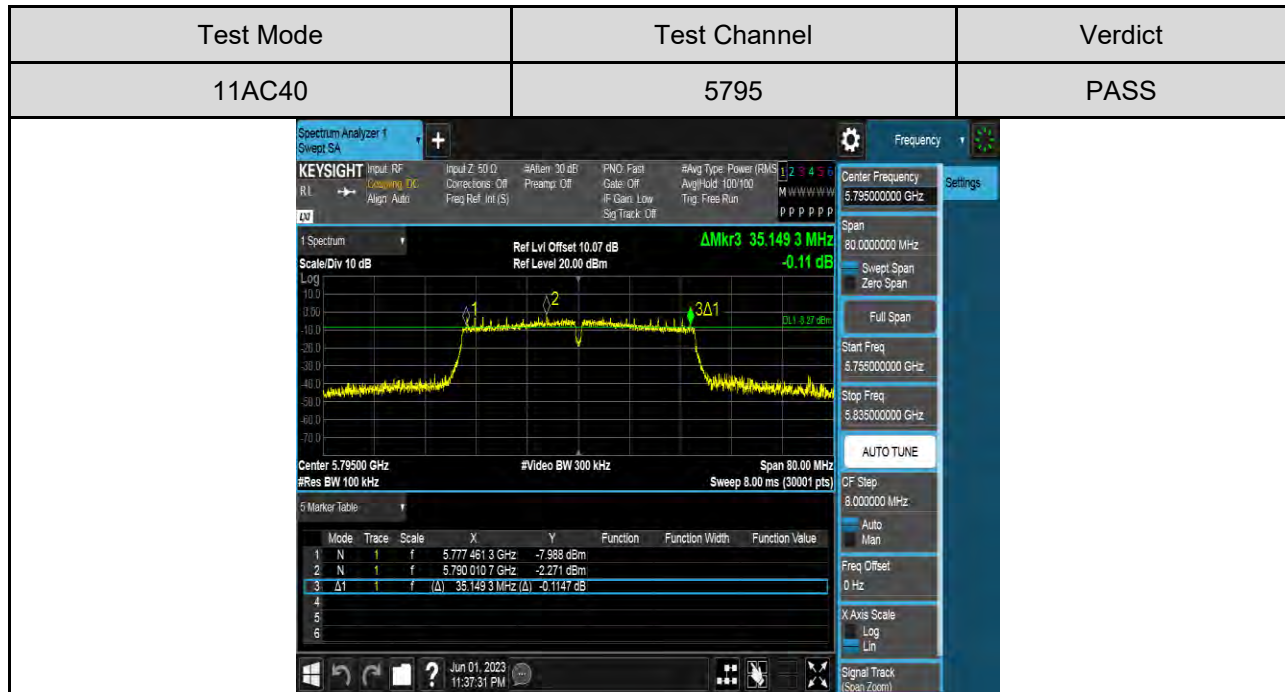 Test Mode Test Channel Verdict
11AC40 5795 PASS
Spectrum Analyzer 1
Swept SA
+
Frequency
Settings
KEYSIGHT
RL
LXI
Input: RF
Coupling: DC
Align: Auto
Input Z: 50 Ω
Corrections: Off
Freq Ref: Int (S)
#Atten: 30 dB
Preamp: Off
PNO: Fast
Gate: Off
IF Gain: Low
Sig Track: Off
#Avg Type: Power (RMS
Avg|Hold: 100/100
Trig: Free Run
1 2 3 4 5 6
M W W W W W
P P P P P P
1 Spectrum
Scale/Div 10 dB
Ref Lvl Offset 10.07 dB
Ref Level 20.00 dBm
ΔMkr3 35.149 3 MHz
-0.11 dB
Log
10.0
0.00
-10.0
-20.0
-30.0
-40.0
-50.0
-60.0
-70.0
1
2
3Δ1
DL1 -8.27 dBm
Center 5.79500 GHz #Video BW 300 kHz Span 80.00 MHz
#Res BW 100 kHz Sweep 8.00 ms (30001 pts)
5 Marker Table
Mode Trace Scale X Y Function Function Width Function Value
1 N 1 f 5.777 461 3 GHz -7.988 dBm
2 N 1 f 5.790 010 7 GHz -2.271 dBm
3 Δ1 1 f (Δ) 35.149 3 MHz (Δ) -0.1147 dB
4
5
6
?
Jun 01, 2023
11:37:31 PM
Center Frequency
5.795000000 GHz
Span
80.0000000 MHz
Swept Span
Zero Span
Full Span
Start Freq
5.755000000 GHz
Stop Freq
5.835000000 GHz
AUTO TUNE
CF Step
8.000000 MHz
Auto
Man
Freq Offset
0 Hz
X Axis Scale
Log
Lin
Signal Track
(Span Zoom)